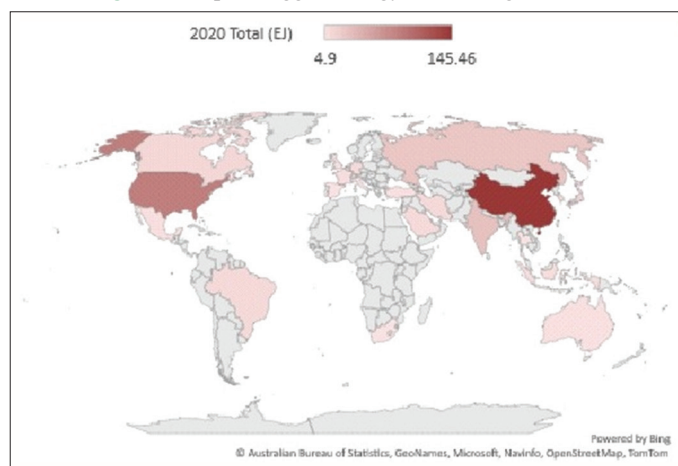 2020 Total (EJ)
4.9 145.46
Powered by Bing
© Australian Bureau of Statistics, GeoNames, Microsoft, Navinfo, OpenStreetMap, TomTom